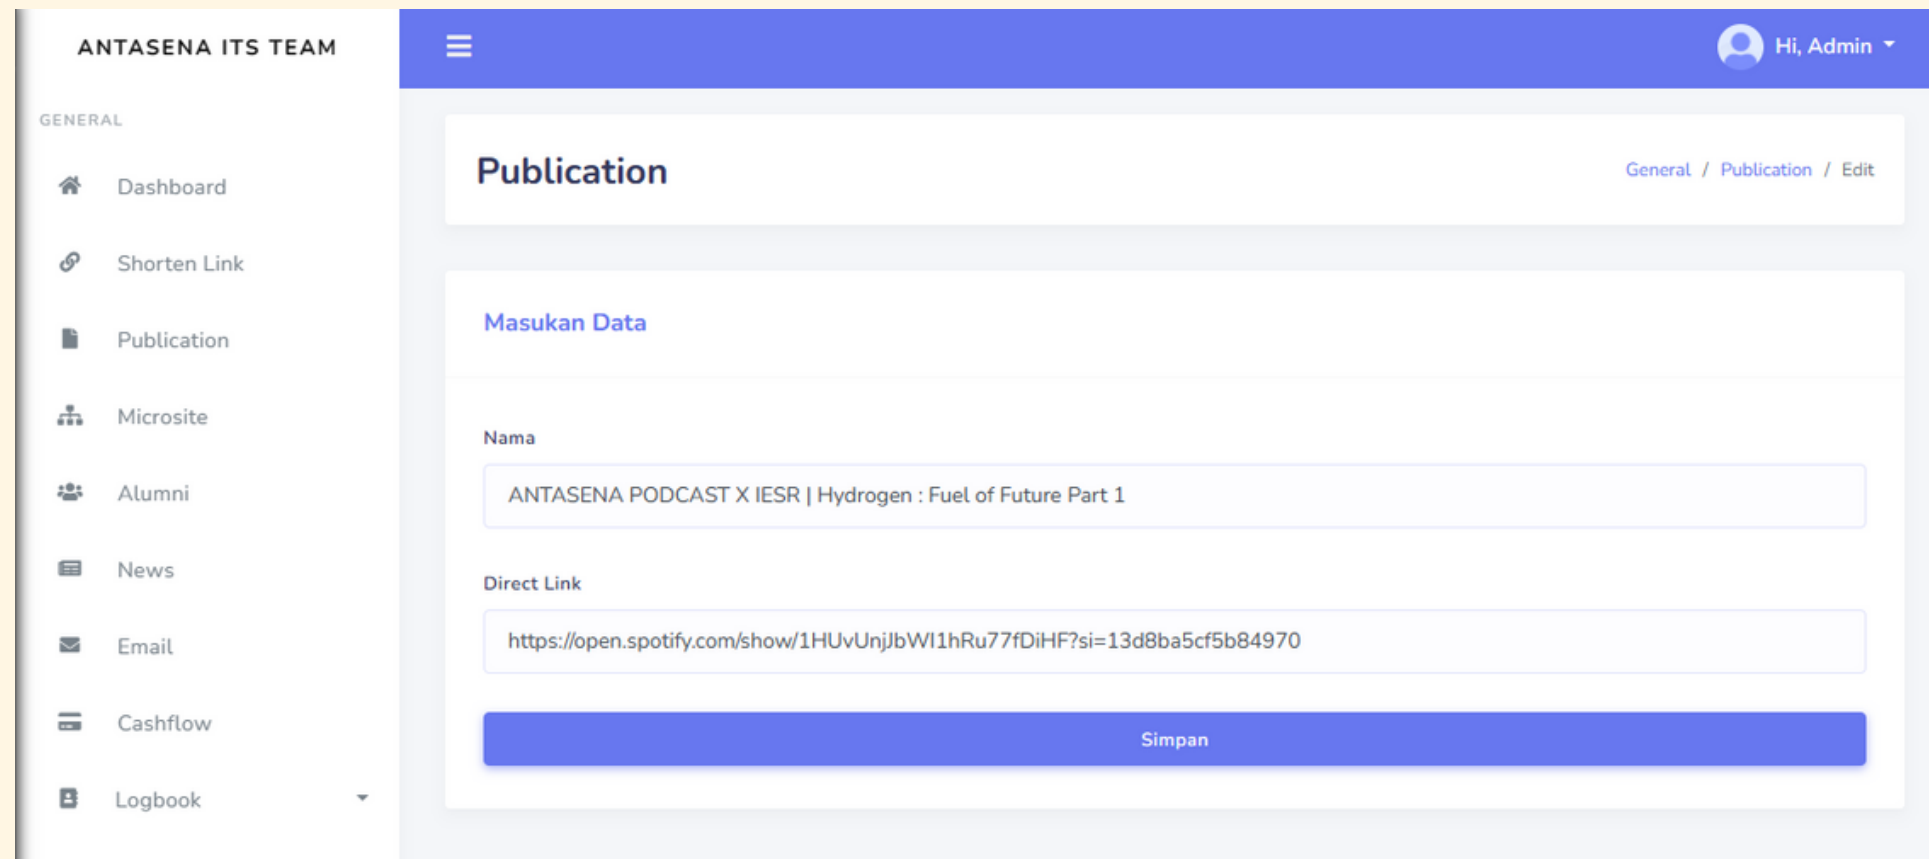 ANTASENA ITS TEAM
Hi, Admin
GENERAL
Dashboard
Shorten Link
Publication
Microsite
Alumni
News
Email
Cashflow
Logbook
Publication
General / Publication / Edit
Masukan Data
Nama
ANTASENA PODCAST X IESR | Hydrogen : Fuel of Future Part 1
Direct Link
https://open.spotify.com/show/1HUvUnjJbWI1hRu77fDiHF?si=13d8ba5cf5b84970
Simpan